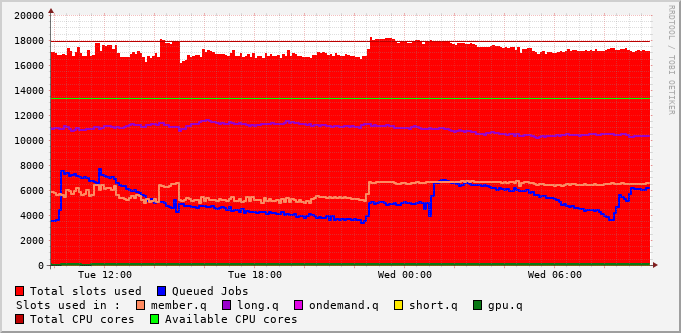 20000
18000
16000
14000
12000
10000
8000
6000
4000
2000
0
Tue 12:00 Tue 18:00 Wed 00:00 Wed 06:00
RRDTOOL / TOBI OETIKER
Total slots used Queued Jobs
Slots used in : member.q long.q ondemand.q short.q gpu.q
Total CPU cores Available CPU cores